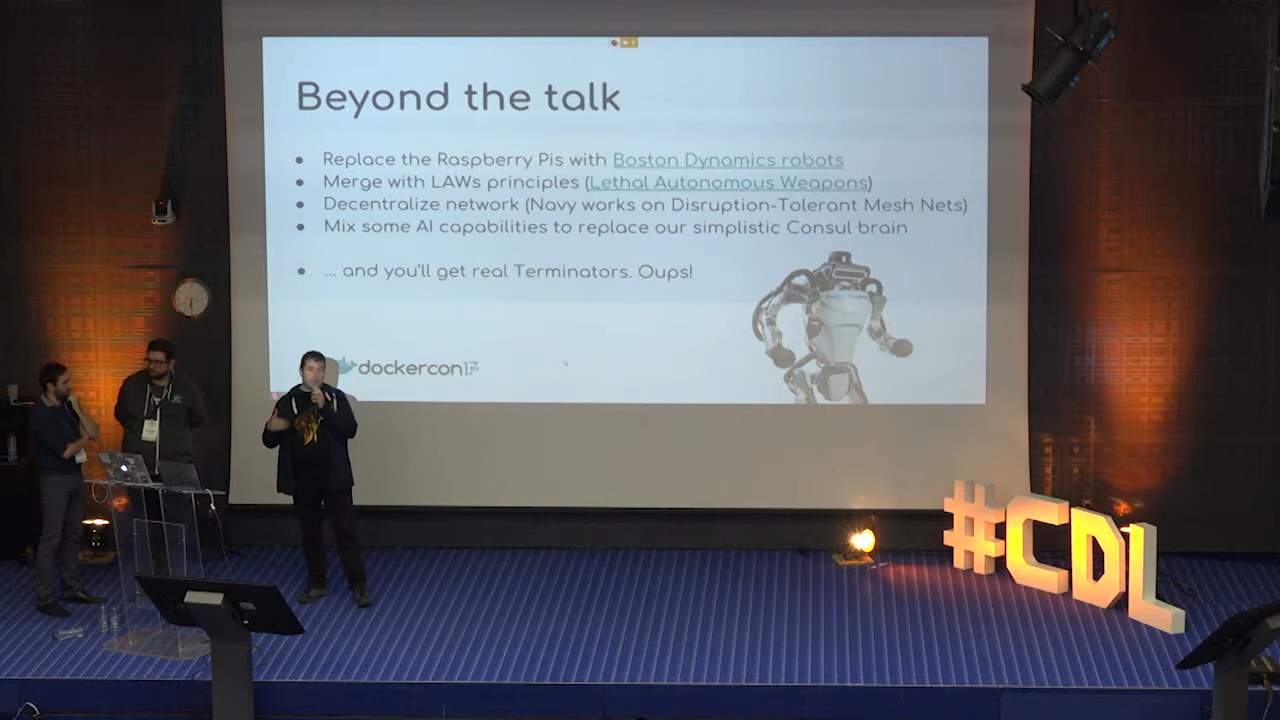 Beyond the talk
● Replace the Raspberry Pis with Boston Dynamics robots
● Merge with LAWs principles (Lethal Autonomous Weapons)
● Decentralize network (Navy works on Disruption-Tolerant Mesh Nets)
● Mix some AI capabilities to replace our simplistic Consul brain
● ... and you'll get real Terminators. Oups!
dockercon17
#CDL